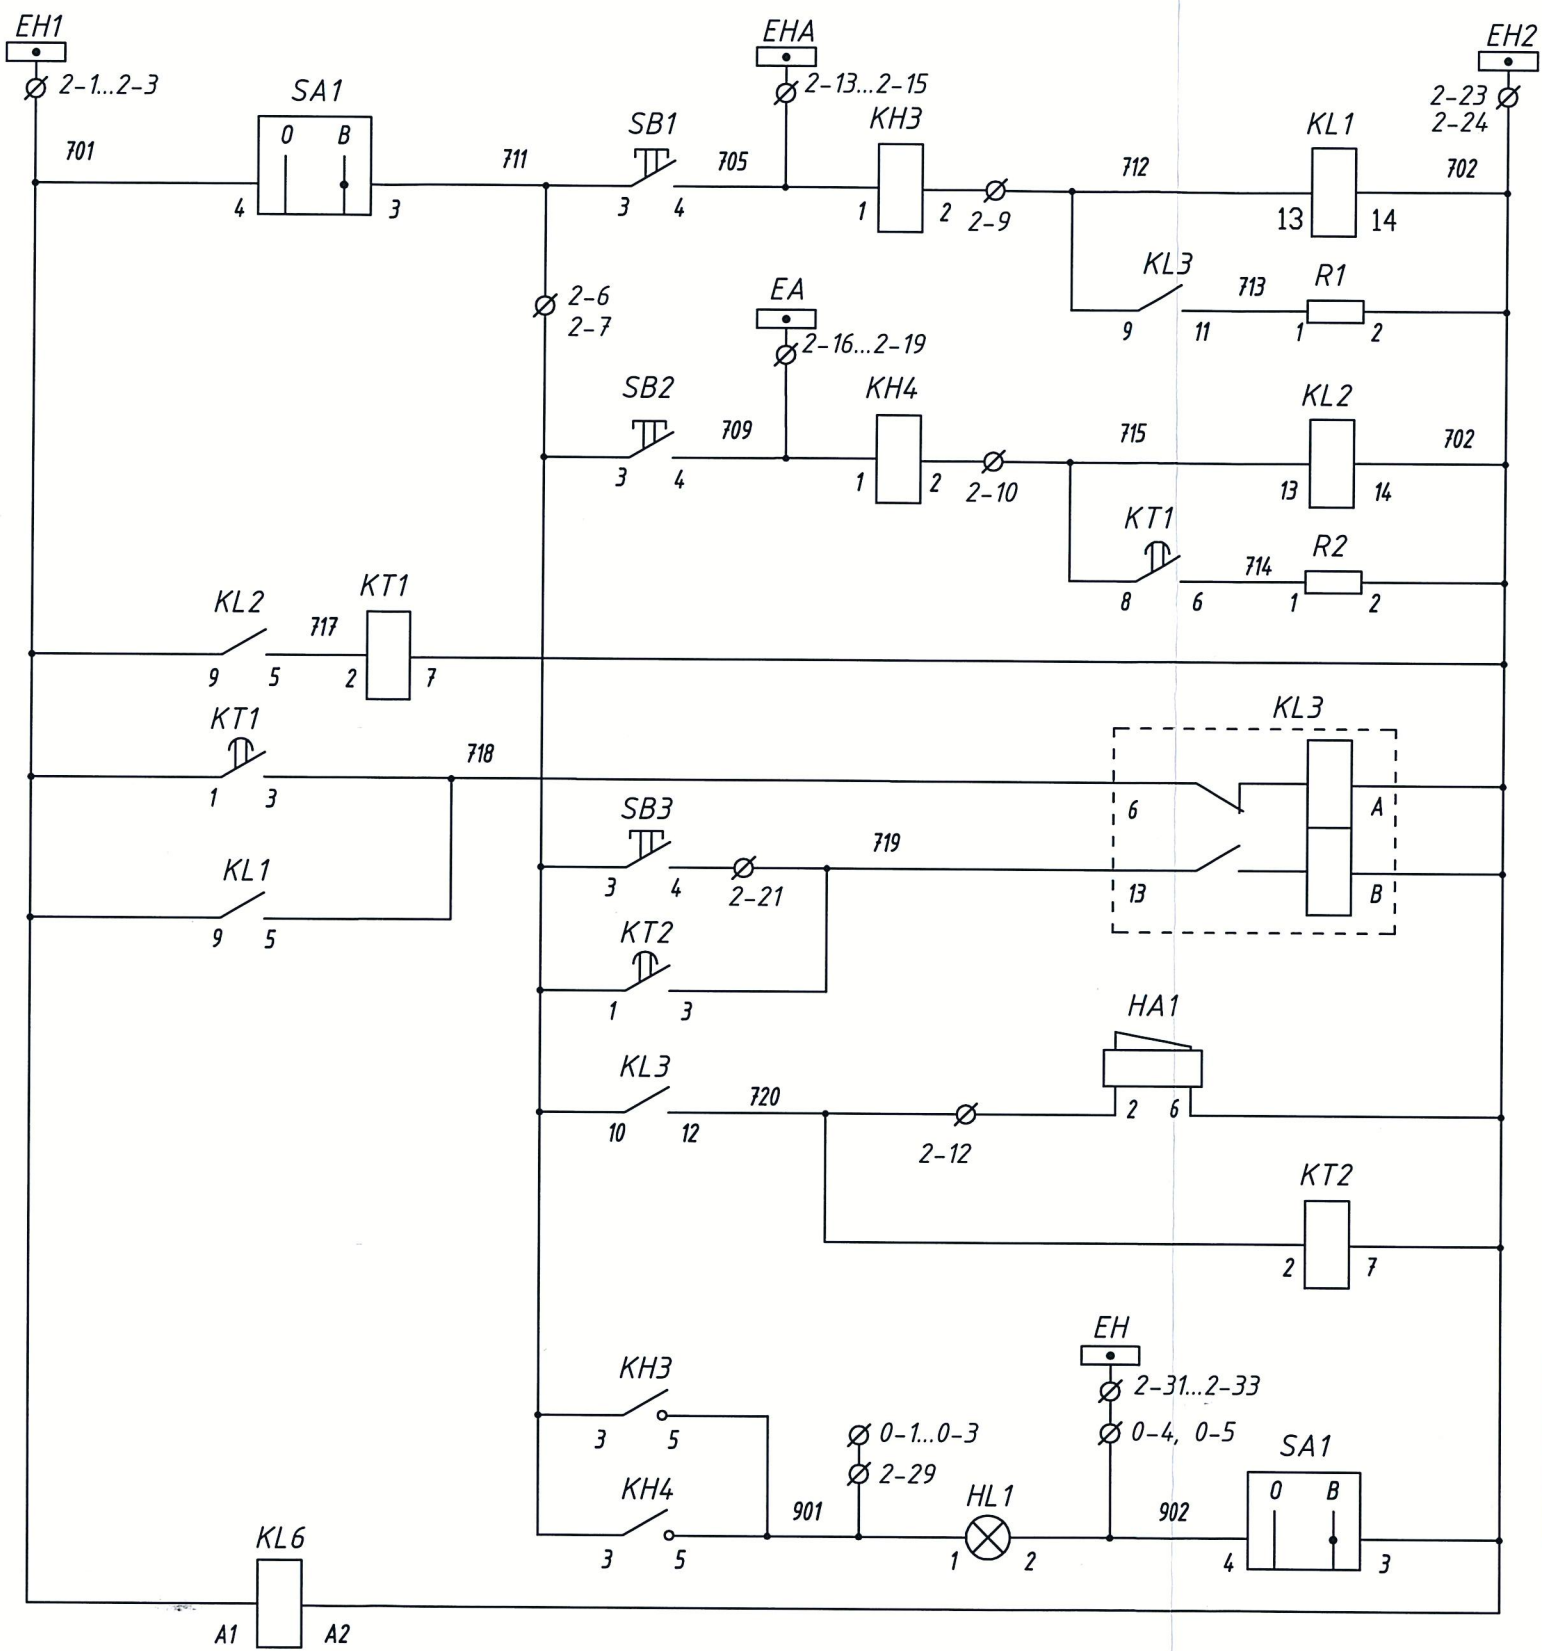 EH1
EHA
EH2
2-1...2-3
SA1
2-13...2-15
2-23
2-24
O B
SB1
KH3
KL1
701
711
705
712
702
4
3
3 4
1
2
2-9
13
14
KL3
713
R1
9
11
1
2
2-6
2-7
EA
2-16...2-19
SB2
KH4
KL2
709
715
702
3
4
1
2
2-10
13
14
KT1
714
R2
8
6
1
2
KL2
717
KT1
9
5
2
7
KT1
718
KL3
1
3
6
A
SB3
719
3
4
2-21
13
B
KL1
9
5
KT2
1
3
HA1
KL3
720
10
12
2-12
2 6
KT2
2
7
EH
2-31...2-33
0-4, 0-5
KH3
3
5
0-1...0-3
2-29
SA1
O B
KH4
901
HL1
902
3
5
1
2
4
3
KL6
A1
A2